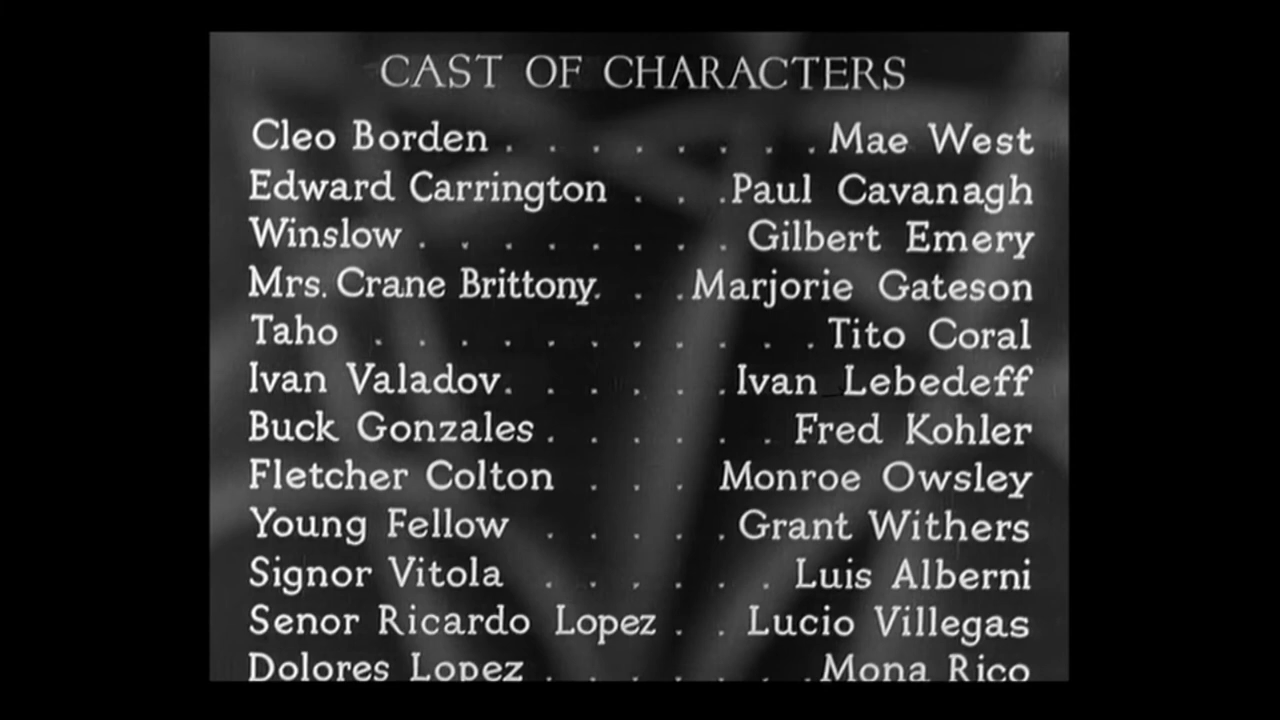 CAST OF CHARACTERS
Cleo Borden . . . . . . . . Mae West
Edward Carrington . . . Paul Cavanagh
Winslow . . . . . . . . Gilbert Emery
Mrs. Crane Brittony. . . Marjorie Gateson
Taho . . . . . . . . . . . Tito Coral
Ivan Valadov. . . . . . Ivan Lebedeff
Buck Gonzales . . . . . . Fred Kohler
Fletcher Colton . . . Monroe Owsley
Young Fellow . . . . . Grant Withers
Signor Vitola . . . . . . Luis Alberni
Senor Ricardo Lopez . . Lucio Villegas
Dolores Lopez . . . . . . . Mona Rico